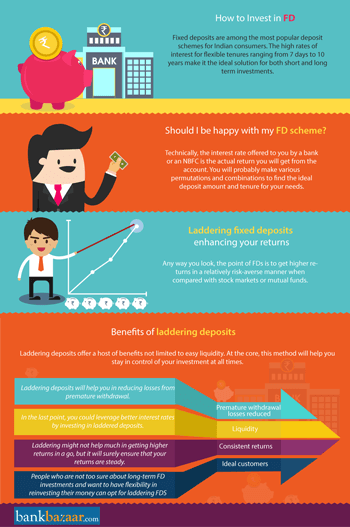 How to Invest in FD
Fixed deposits are among the most popular deposit
schemes for Indian consumers. The high rates of
interest for flexible tenures ranging from 7 days to 10
years make it the ideal solution for both short and long
term investments.
₹
₹
BANK
Should I be happy with my FD scheme?
Technically, the interest rate offered to you by a bank
or an NBFC is the actual return you will get from the
account. You will probably make various
permutations and combinations to find the ideal
deposit amount and tenure for your needs.
Laddering fixed deposits
enhancing your returns
Any way you look, the point of FDs is to get higher re-
turns in a relatively risk-averse manner when
compared with stock markets or mutual funds.
₹ ₹ ₹ ₹ ₹
Benefits of laddering deposits
Laddering deposits offer a host of benefits not limited to easy liquidity. At the core, this method will help you
stay in control of your investment at all times.
Laddering deposits will help you in reducing losses from
premature withdrawal.
Premature withdrawal
losses reduced
In the last point, you could leverage better interest rates
by investing in laddered deposits.
Liquidity
Laddering might not help much in getting higher
returns in a go, but it will surely ensure that your
returns are steady.
Consistent returns
People who are not too sure about long-term FD
investments and want to have flexibility in
reinvesting their money can opt for laddering FDS
Ideal customers
bankbazaar.com